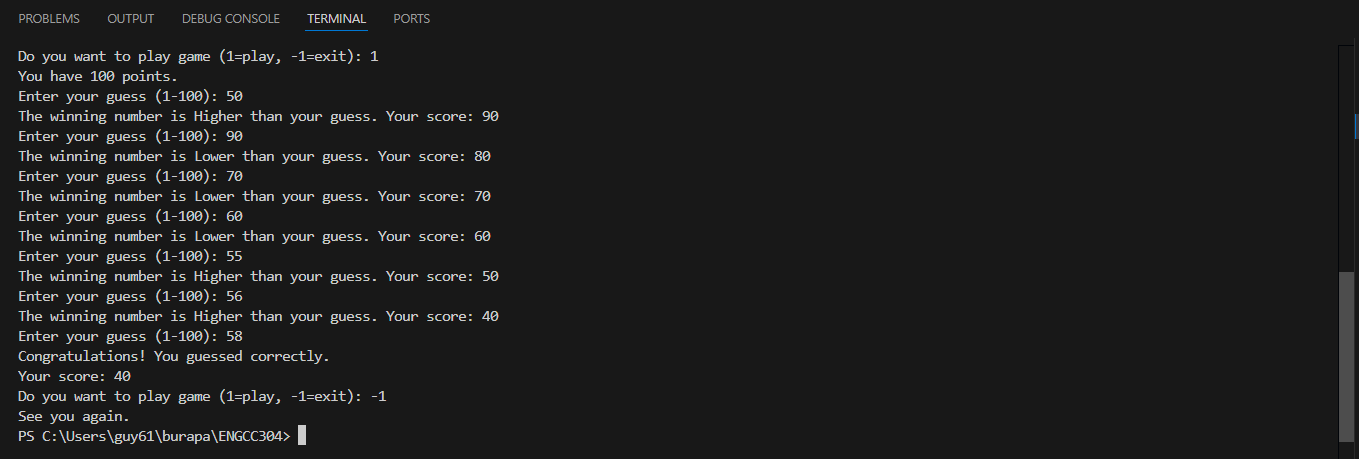 PROBLEMS OUTPUT DEBUG CONSOLE TERMINAL PORTS
Do you want to play game (1=play, -1=exit): 1
You have 100 points.
Enter your guess (1-100): 50
The winning number is Higher than your guess. Your score: 90
Enter your guess (1-100): 90
The winning number is Lower than your guess. Your score: 80
Enter your guess (1-100): 70
The winning number is Lower than your guess. Your score: 70
Enter your guess (1-100): 60
The winning number is Lower than your guess. Your score: 60
Enter your guess (1-100): 55
The winning number is Higher than your guess. Your score: 50
Enter your guess (1-100): 56
The winning number is Higher than your guess. Your score: 40
Enter your guess (1-100): 58
Congratulations! You guessed correctly.
Your score: 40
Do you want to play game (1=play, -1=exit): -1
See you again.
PS C:\Users\guy61\burapa\ENGCC304>